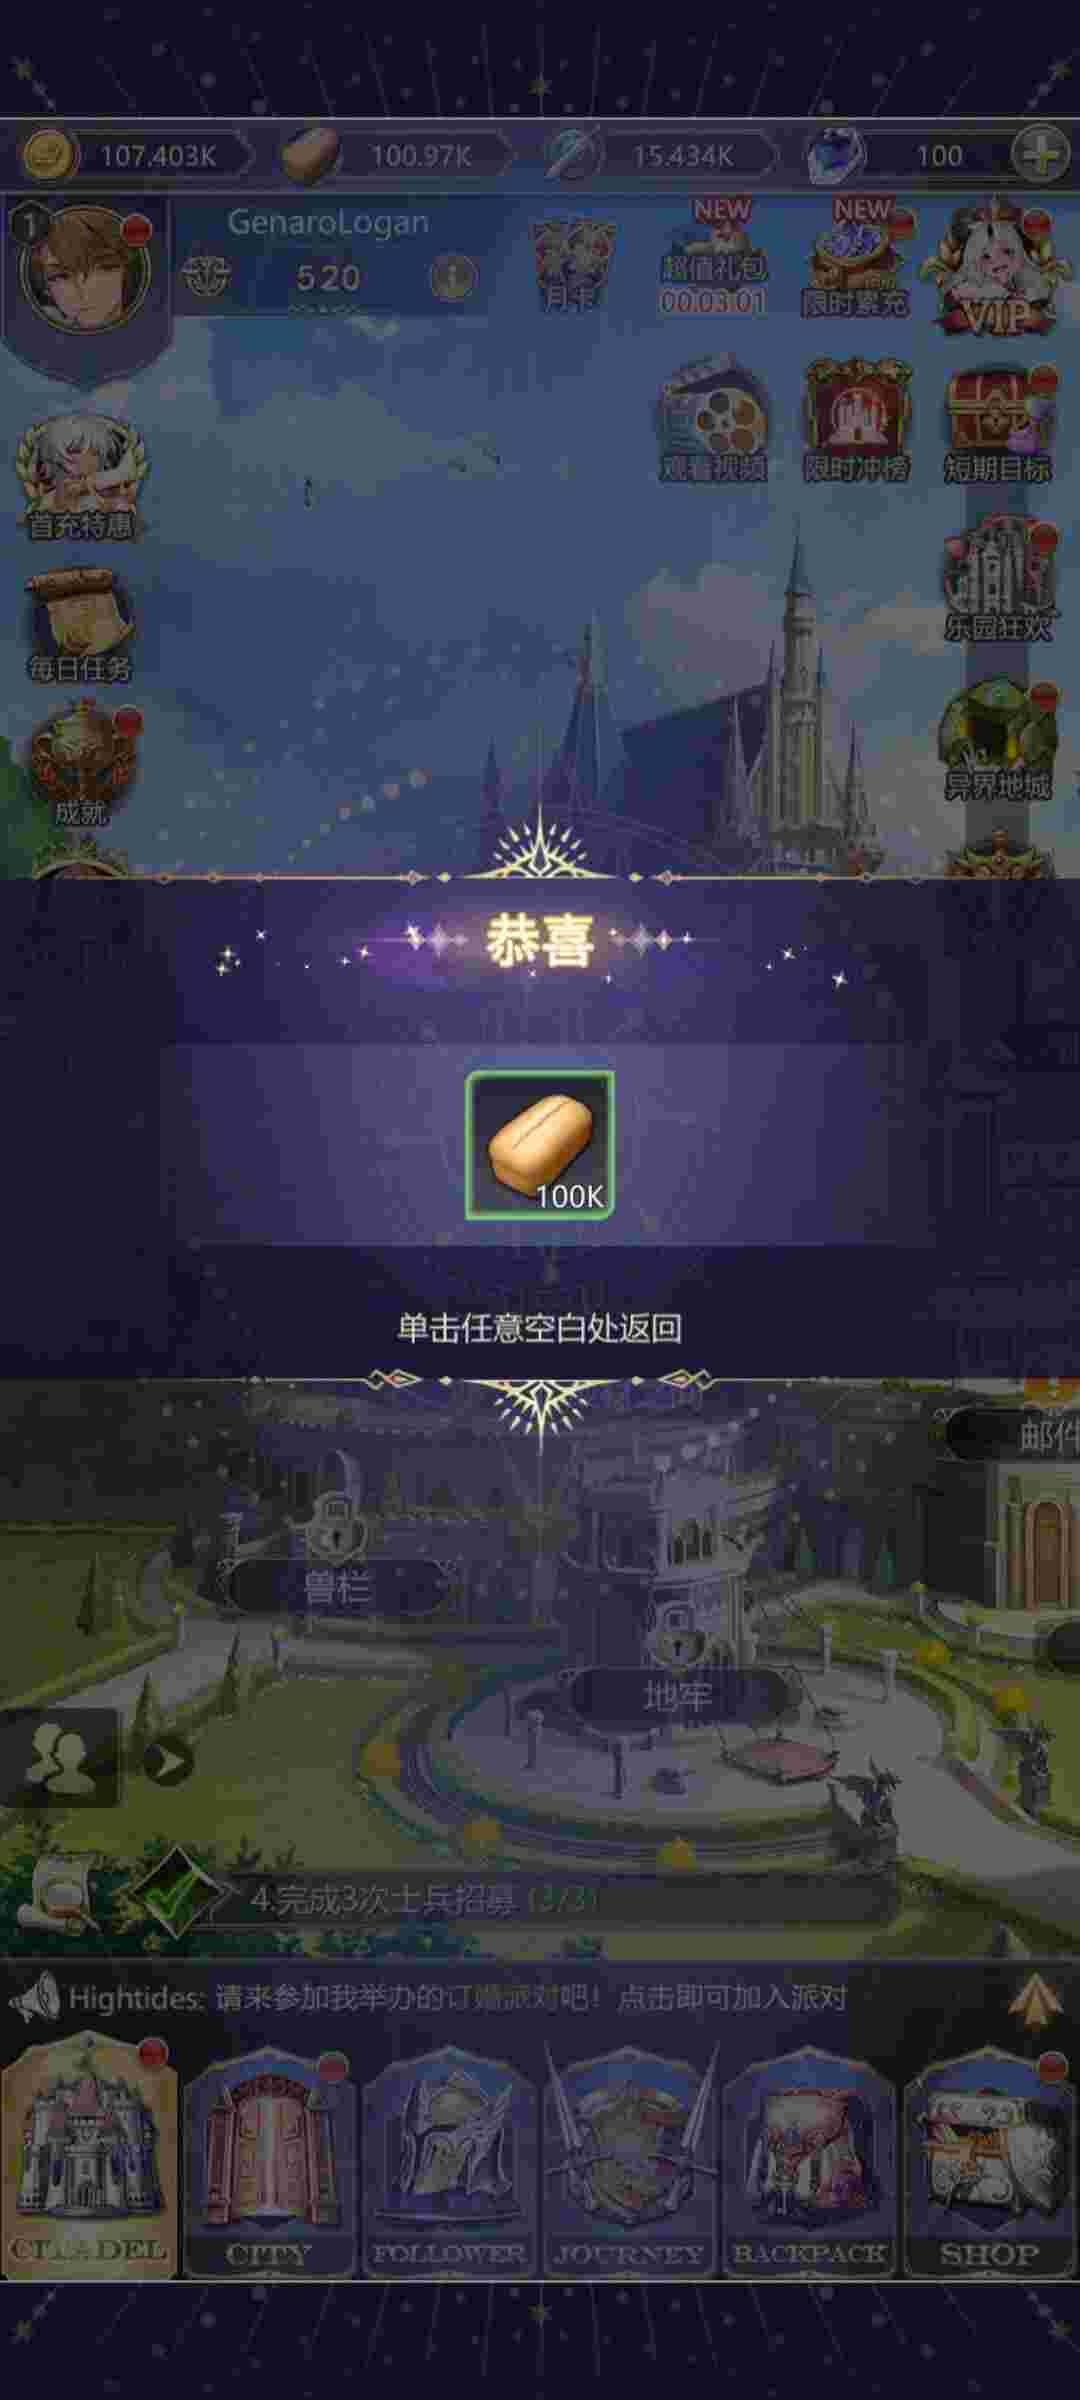 107.403K
100.97K
15.434K
100
1
GenaroLogan
520
月卡
NEW
超值礼包
00:03:01
NEW
限时累充
VIP
首充特惠
观看视频
限时冲榜
短期目标
每日任务
乐园狂欢
成就
异界地城
恭喜
100K
单击任意空白处返回
邮件
兽栏
地牢
4.完成3次士兵招募 (3/3)
Hightides: 请来参加我举办的订婚派对吧！点击即可加入派对
CITADEL
CITY
FOLLOWER
JOURNEY
BACKPACK
SHOP